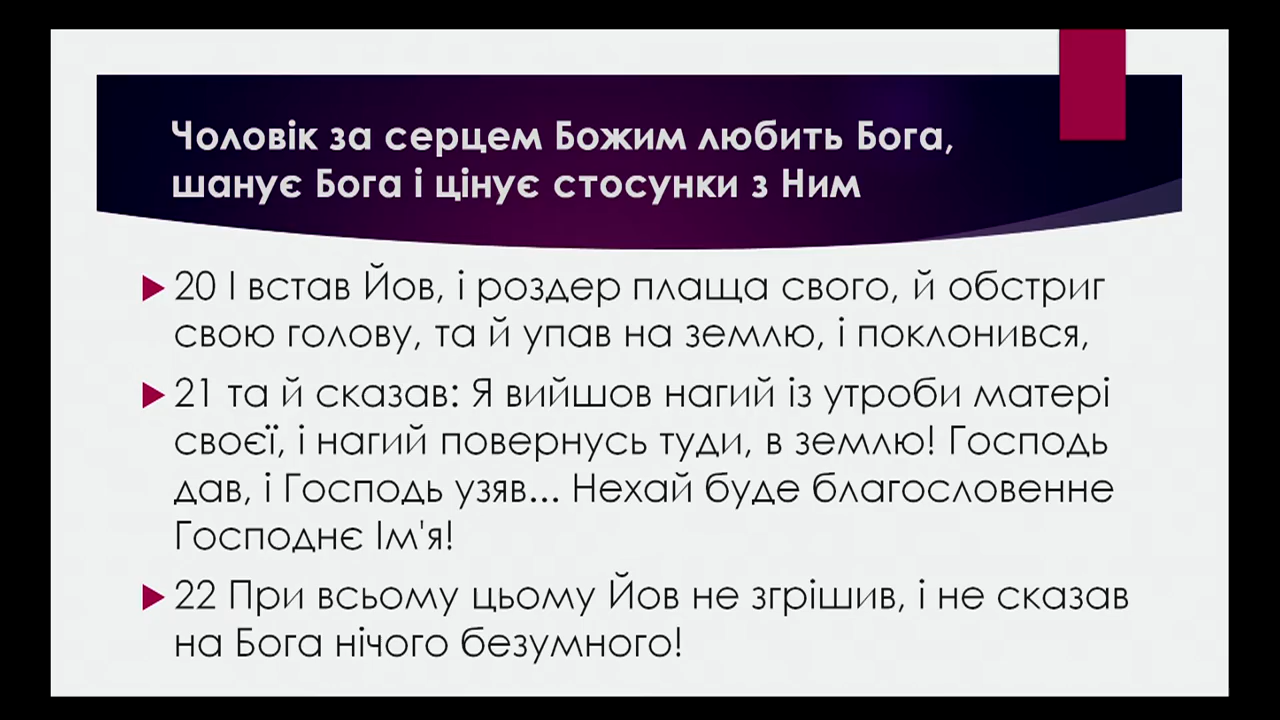 Чоловік за серцем Божим любить Бога,
шанує Бога і цінує стосунки з Ним
20 І встав Йов, і роздер плаща свого, й обстриг
свою голову, та й упав на землю, і поклонився,
21 та й сказав: Я вийшов нагий із утроби матері
своєї, і нагий повернусь туди, в землю! Господь
дав, і Господь узяв... Нехай буде благословенне
Господнє Ім'я!
22 При всьому цьому Йов не згрішив, і не сказав
на Бога нічого безумного!